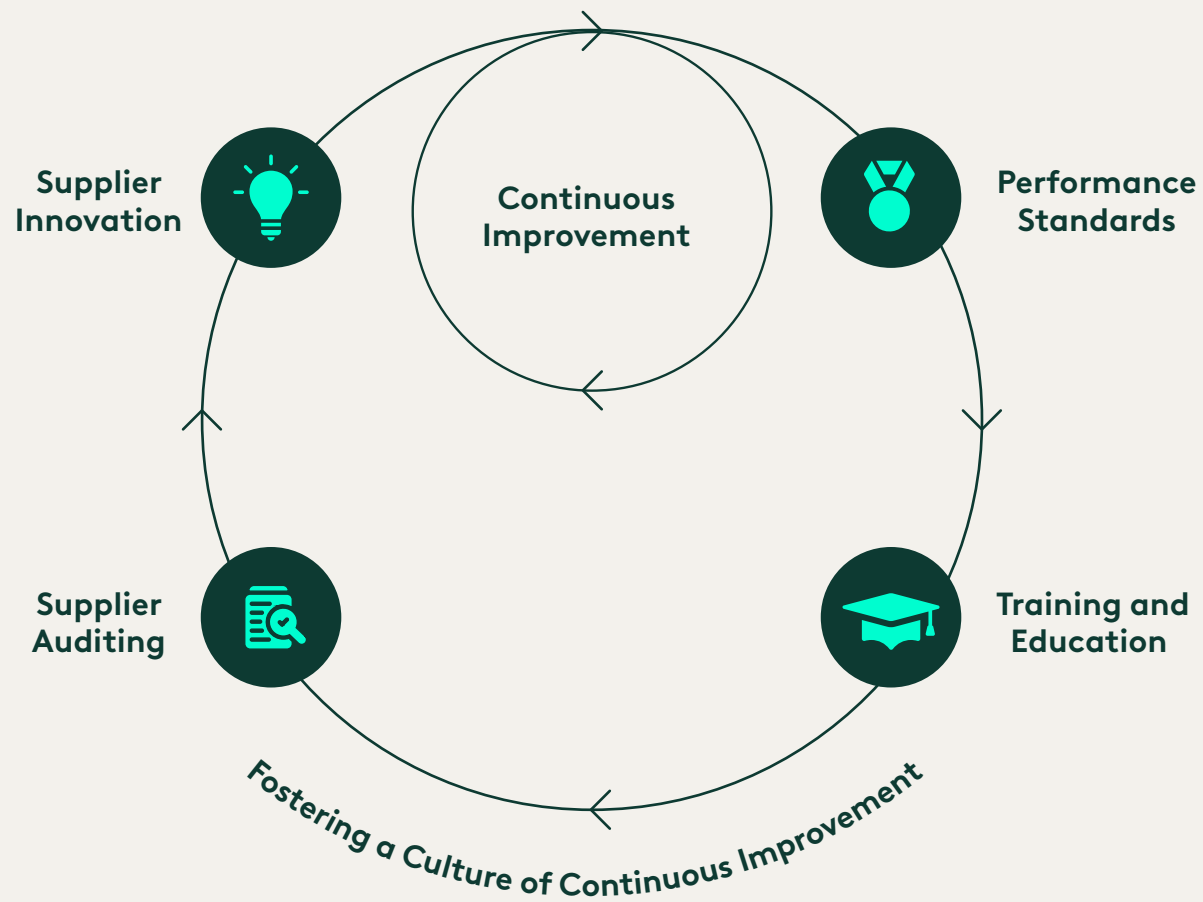 Continuous
Improvement
Supplier
Innovation
Performance
Standards
Supplier
Auditing
Training and
Education
Fostering a Culture of Continuous Improvement